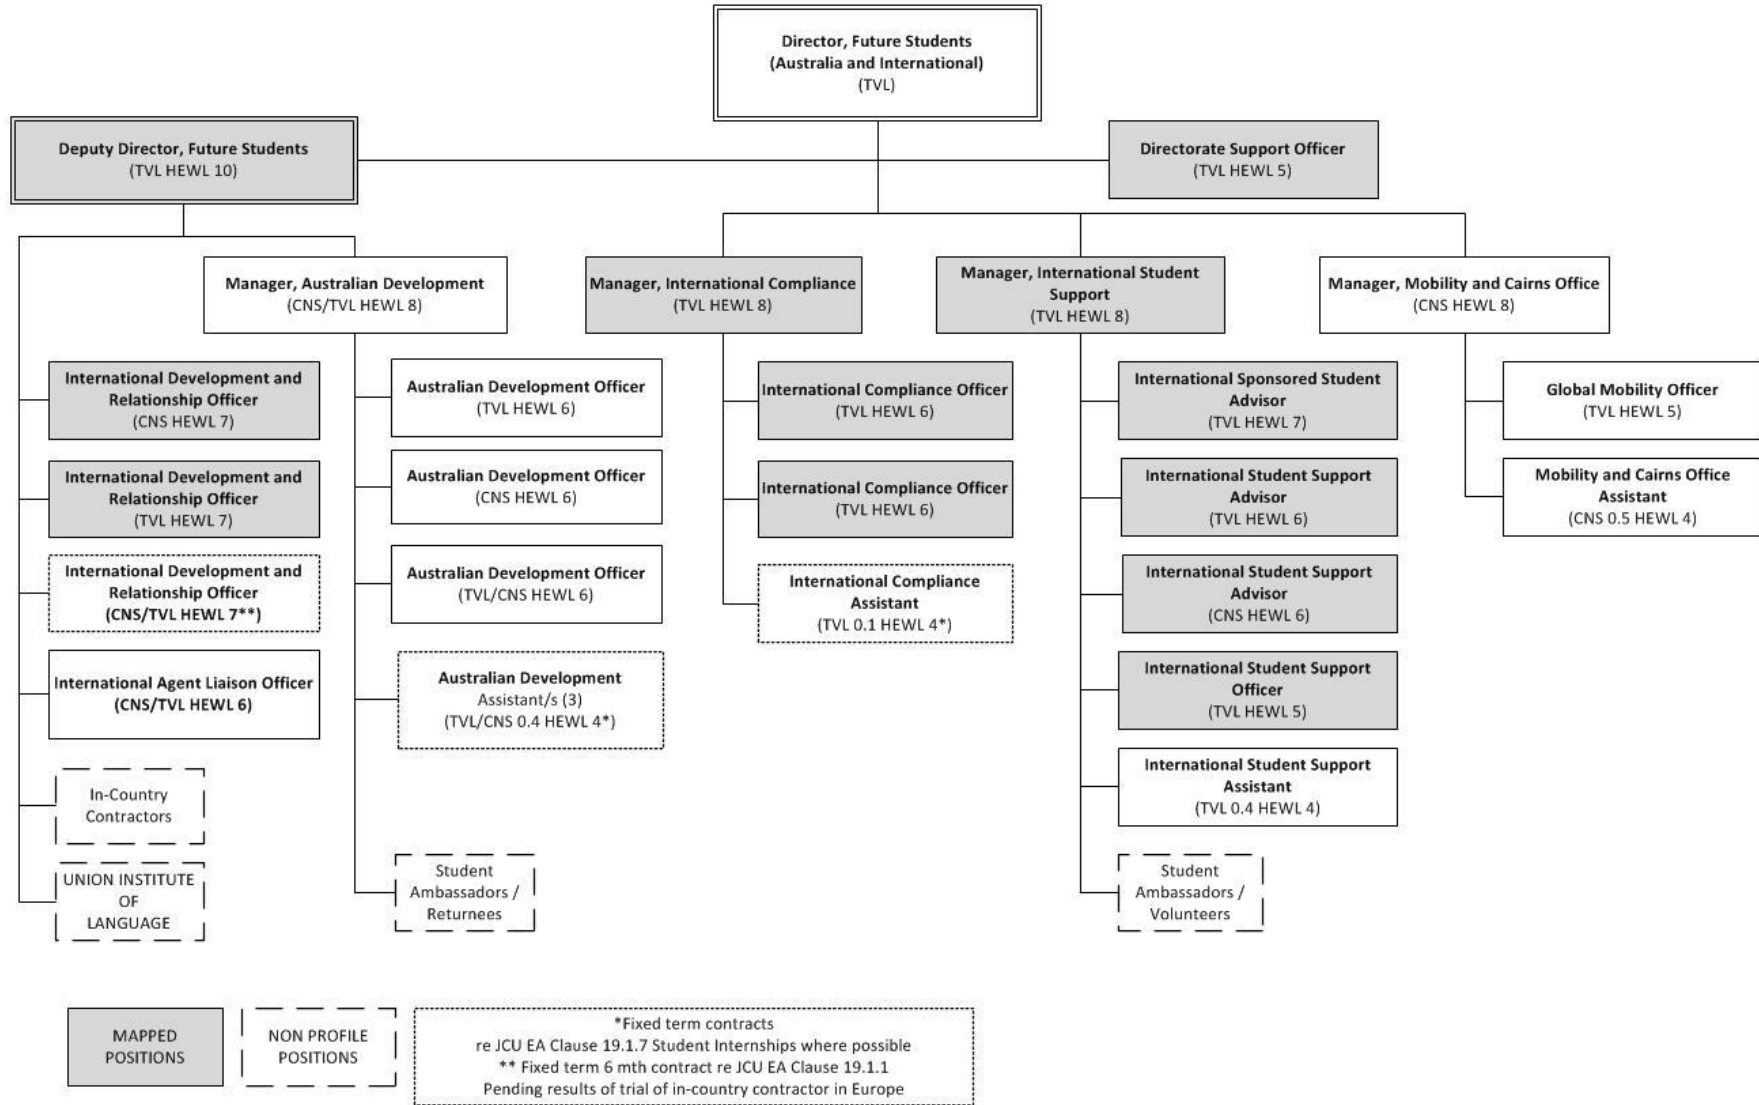 Director, Future Students
(Australia and International)
(TVL)
Deputy Director, Future Students
(TVL HEWL 10)
Directorate Support Officer
(TVL HEWL 5)
Manager, Australian Development
(CNS/TVL HEWL 8)
Manager, International Compliance
(TVL HEWL 8)
Manager, International Student
Support
(TVL HEWL 8)
Manager, Mobility and Cairns Office
(CNS HEWL 8)
International Development and
Relationship Officer
(CNS HEWL 7)
International Development and
Relationship Officer
(TVL HEWL 7)
International Development and
Relationship Officer
(CNS/TVL HEWL 7**)
International Agent Liaison Officer
(CNS/TVL HEWL 6)
In-Country
Contractors
UNION INSTITUTE
OF
LANGUAGE
Australian Development Officer
(TVL HEWL 6)
Australian Development Officer
(CNS HEWL 6)
Australian Development Officer
(TVL/CNS HEWL 6)
Australian Development
Assistant/s (3)
(TVL/CNS 0.4 HEWL 4*)
Student
Ambassadors /
Returnees
International Compliance Officer
(TVL HEWL 6)
International Compliance Officer
(TVL HEWL 6)
International Compliance
Assistant
(TVL 0.1 HEWL 4*)
International Sponsored Student
Advisor
(TVL HEWL 7)
International Student Support
Advisor
(TVL HEWL 6)
International Student Support
Advisor
(CNS HEWL 6)
International Student Support
Officer
(TVL HEWL 5)
International Student Support
Assistant
(TVL 0.4 HEWL 4)
Student
Ambassadors /
Volunteers
Global Mobility Officer
(TVL HEWL 5)
Mobility and Cairns Office
Assistant
(CNS 0.5 HEWL 4)
MAPPED
POSITIONS
NON PROFILE
POSITIONS
*Fixed term contracts
re JCU EA Clause 19.1.7 Student Internships where possible
** Fixed term 6 mth contract re JCU EA Clause 19.1.1
Pending results of trial of in-country contractor in Europe